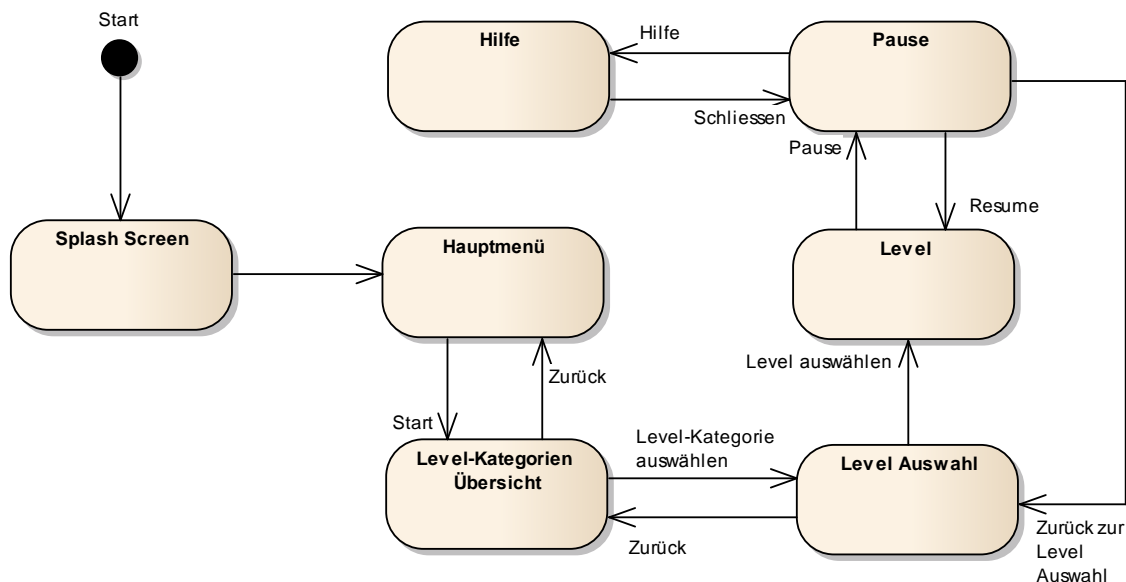 Start
Hilfe
Hilfe
Pause
Schliessen
Pause
Resume
Splash Screen
Hauptmenü
Level
Level auswählen
Zurück
Start
Level-Kategorien
Übersicht
Level-Kategorie
auswählen
Level Auswahl
Zurück
Zurück zur
Level
Auswahl